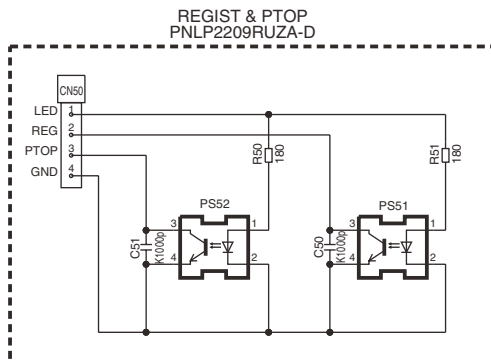 REGIST & PTOP
PNLP2209RUZA-D
CN50
LED 1
REG 2
PTOP 3
GND 4
R50
180
R51
180
PS52
PS51
C51
K1000p
3
4
1
2
C50
K1000p
3
4
1
2